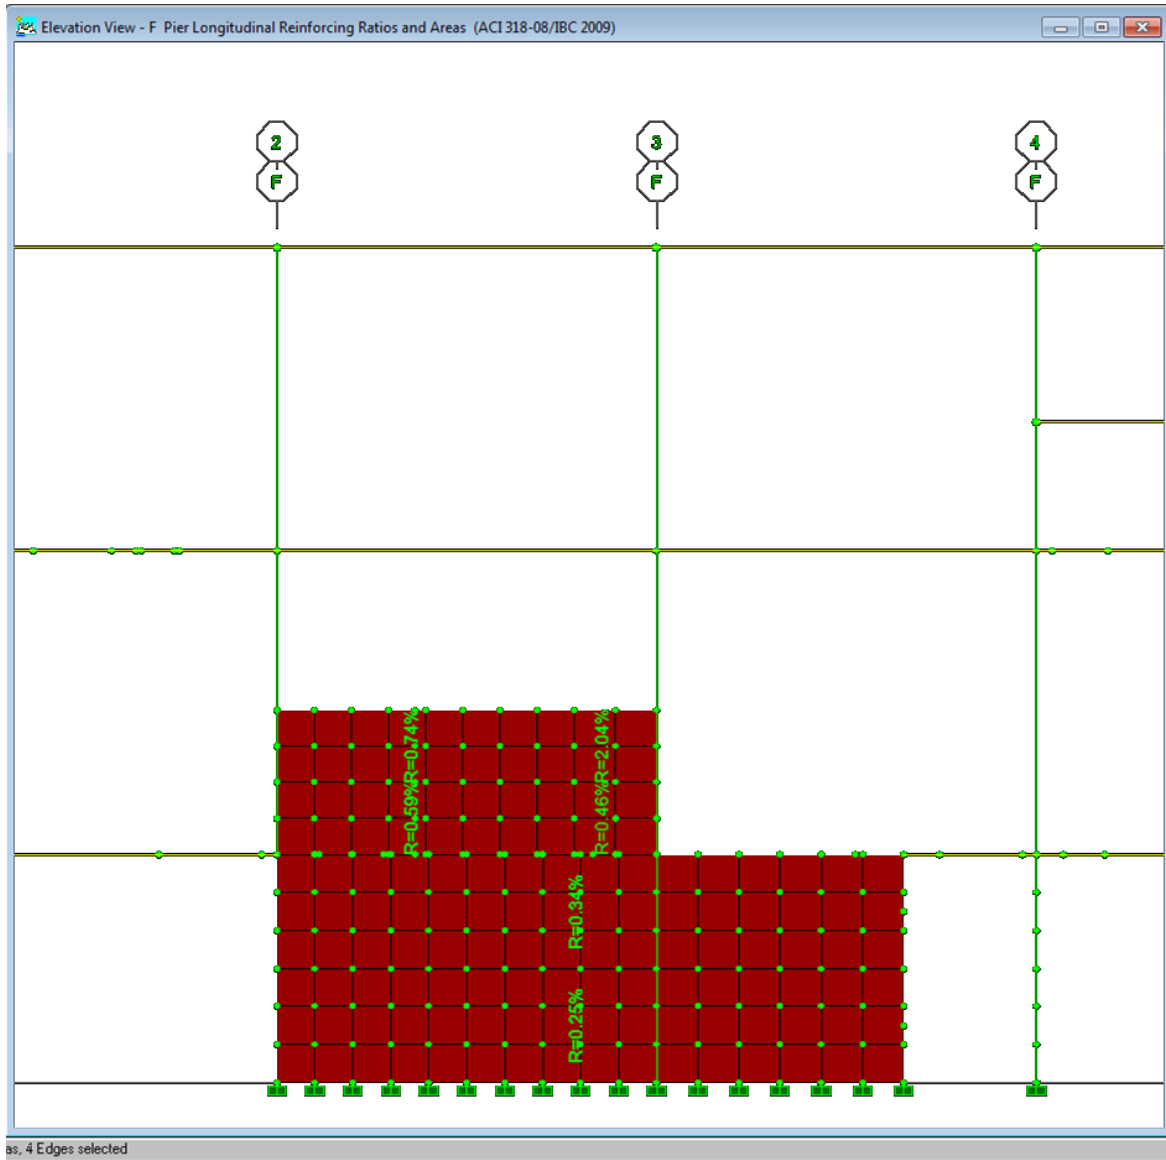 Elevation View - F Pier Longitudinal Reinforcing Ratios and Areas (ACI 318-08/IBC 2009)
2
3
4
F
F
F
R=0.59%R=0.74%
R=0.46%R=2.04%
R=0.34%
R=0.25%
as, 4 Edges selected